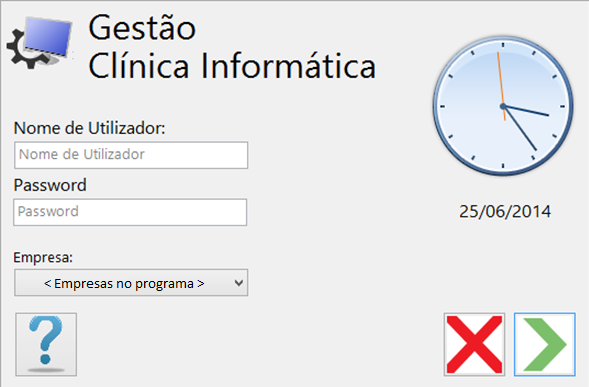 Gestão
Clínica Informática
Nome de Utilizador:
Nome de Utilizador
Password
Password
25/06/2014
Empresa:
< Empresas no programa >
?